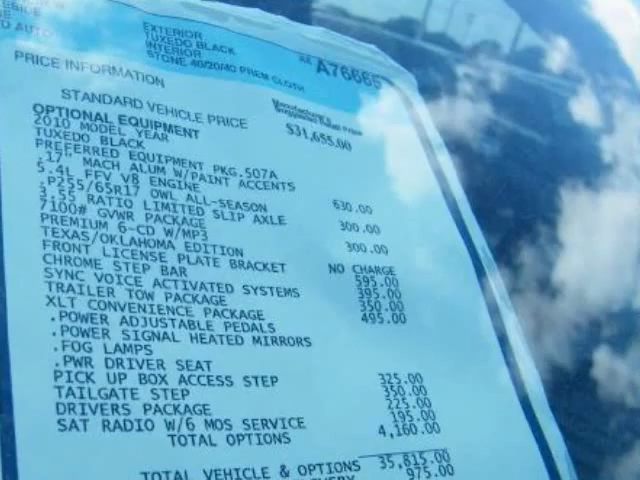 EXTERIOR
TUXEDO BLACK
INTERIOR
STONE 40/20/40 PREM CLOTH
A76665
PRICE INFORMATION
STANDARD VEHICLE PRICE $31,655.00
OPTIONAL EQUIPMENT
2010 MODEL YEAR
TUXEDO BLACK
PREFERRED EQUIPMENT PKG.507A
.17" MACH ALUM W/PAINT ACCENTS
5.4L FFV V8 ENGINE
.P255/65R17 OWL ALL-SEASON 630.00
3.55 RATIO LIMITED SLIP AXLE 300.00
7100# GVWR PACKAGE
PREMIUM 6-CD W/MP3 300.00
TEXAS/OKLAHOMA EDITION
FRONT LICENSE PLATE BRACKET NO CHARGE
CHROME STEP BAR 595.00
SYNC VOICE ACTIVATED SYSTEMS 395.00
TRAILER TOW PACKAGE 350.00
XLT CONVENIENCE PACKAGE 495.00
.POWER ADJUSTABLE PEDALS
.POWER SIGNAL HEATED MIRRORS
.FOG LAMPS
.PWR DRIVER SEAT
PICK UP BOX ACCESS STEP 325.00
TAILGATE STEP 350.00
DRIVERS PACKAGE 225.00
SAT RADIO W/6 MOS SERVICE 195.00
TOTAL OPTIONS 4,160.00
TOTAL VEHICLE & OPTIONS 35,815.00
975.00